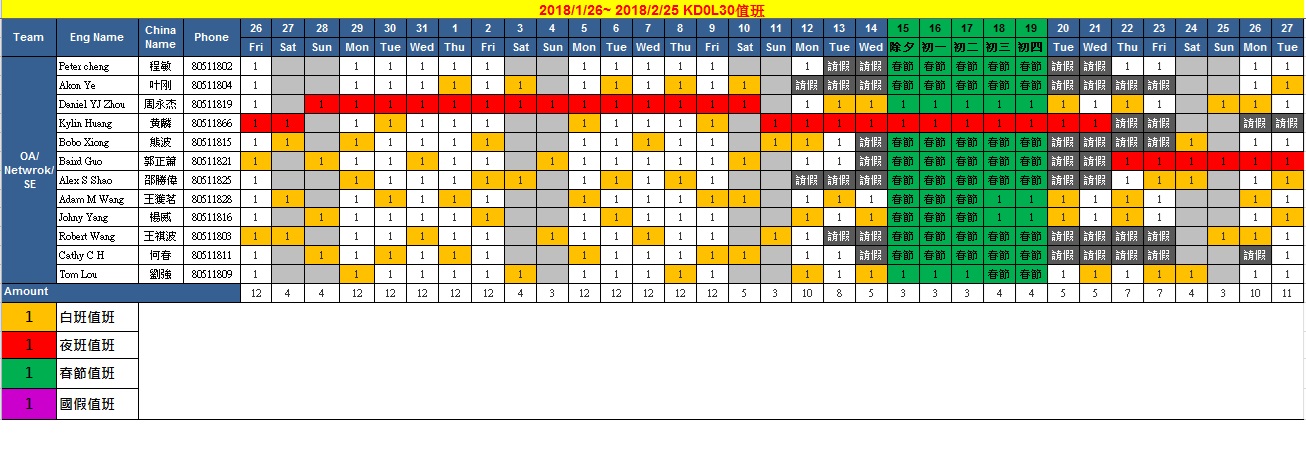 2018/1/26~ 2018/2/25 KD0L30值班
Team Eng Name China Name Phone 26 27 28 29 30 31 1 2 3 4 5 6 7 8 9 10 11 12 13 14 15 16 17 18 19 20 21 22 23 24 25 26 27
Fri Sat Sun Mon Tue Wed Thu Fri Sat Sun Mon Tue Wed Thu Fri Sat Sun Mon Tue Wed 除夕 初一 初二 初三 初四 Tue Wed Thu Fri Sat Sun Mon Tue
OA/
Netwrok/
SE
Peter cheng 程敏 80511802 1 1 1 1 1 1 1 1 1 1 1 1 請假 請假 春節 春節 春節 春節 春節 請假 請假 1 1 1 1
Akon Ye 叶刚 80511804 1 1 1 1 1 1 1 1 1 1 1 1 1 請假 請假 請假 春節 春節 春節 春節 春節 請假 請假 請假 請假 1 1
Daniel YJ Zhou 周永杰 80511819 1 1 1 1 1 1 1 1 1 1 1 1 1 1 1 1 1 1 1 1 1 1 1 1 1 1 1 1 1 1
Kylin Huang 黄麟 80511866 1 1 1 1 1 1 1 1 1 1 1 1 1 1 1 1 1 1 1 1 1 1 1 請假 請假 請假 請假
Bobo Xiong 熊波 80511815 1 1 1 1 1 1 1 1 1 1 1 1 1 1 1 請假 春節 春節 春節 春節 春節 請假 請假 1 1 1 1 1
Baird Guo 郭正蕾 80511821 1 1 1 1 1 1 1 1 1 1 1 1 1 1 1 1 請假 春節 春節 春節 春節 春節 請假 請假 1 1 1 1 1 1
Alex S Shao 邵勝偉 80511825 1 1 1 1 1 1 1 1 1 1 1 1 請假 請假 請假 春節 春節 春節 春節 春節 請假 請假 1 1 1 1 1
Adam M Wang 王獲茗 80511828 1 1 1 1 1 1 1 1 1 1 1 1 1 1 1 1 春節 春節 春節 1 1 1 1 1 1 1 1
Johny Yang 楊威 80511816 1 1 1 1 1 1 1 1 1 1 1 1 1 1 1 春節 春節 春節 1 1 1 1 1 1 1 1 1
Robert Wang 王祺波 80511803 1 1 1 1 1 1 1 1 1 1 1 1 1 1 1 請假 請假 春節 春節 春節 春節 春節 請假 請假 請假 請假 1 1 1
Cathy C H 何春 80511811 1 1 1 1 1 1 1 1 1 1 1 1 1 1 請假 春節 春節 春節 春節 春節 請假 請假 請假 請假 請假 1
Tom Lou 劉強 80511809 1 1 1 1 1 1 1 1 1 1 1 1 1 1 1 1 1 1 春節 春節 1 1 1 1 1 1 1
Amount 12 4 4 12 12 12 12 12 4 3 12 12 12 12 12 5 3 10 8 5 3 3 3 4 4 5 5 7 7 4 3 10 11
1 白班值班
1 夜班值班
1 春節值班
1 國假值班